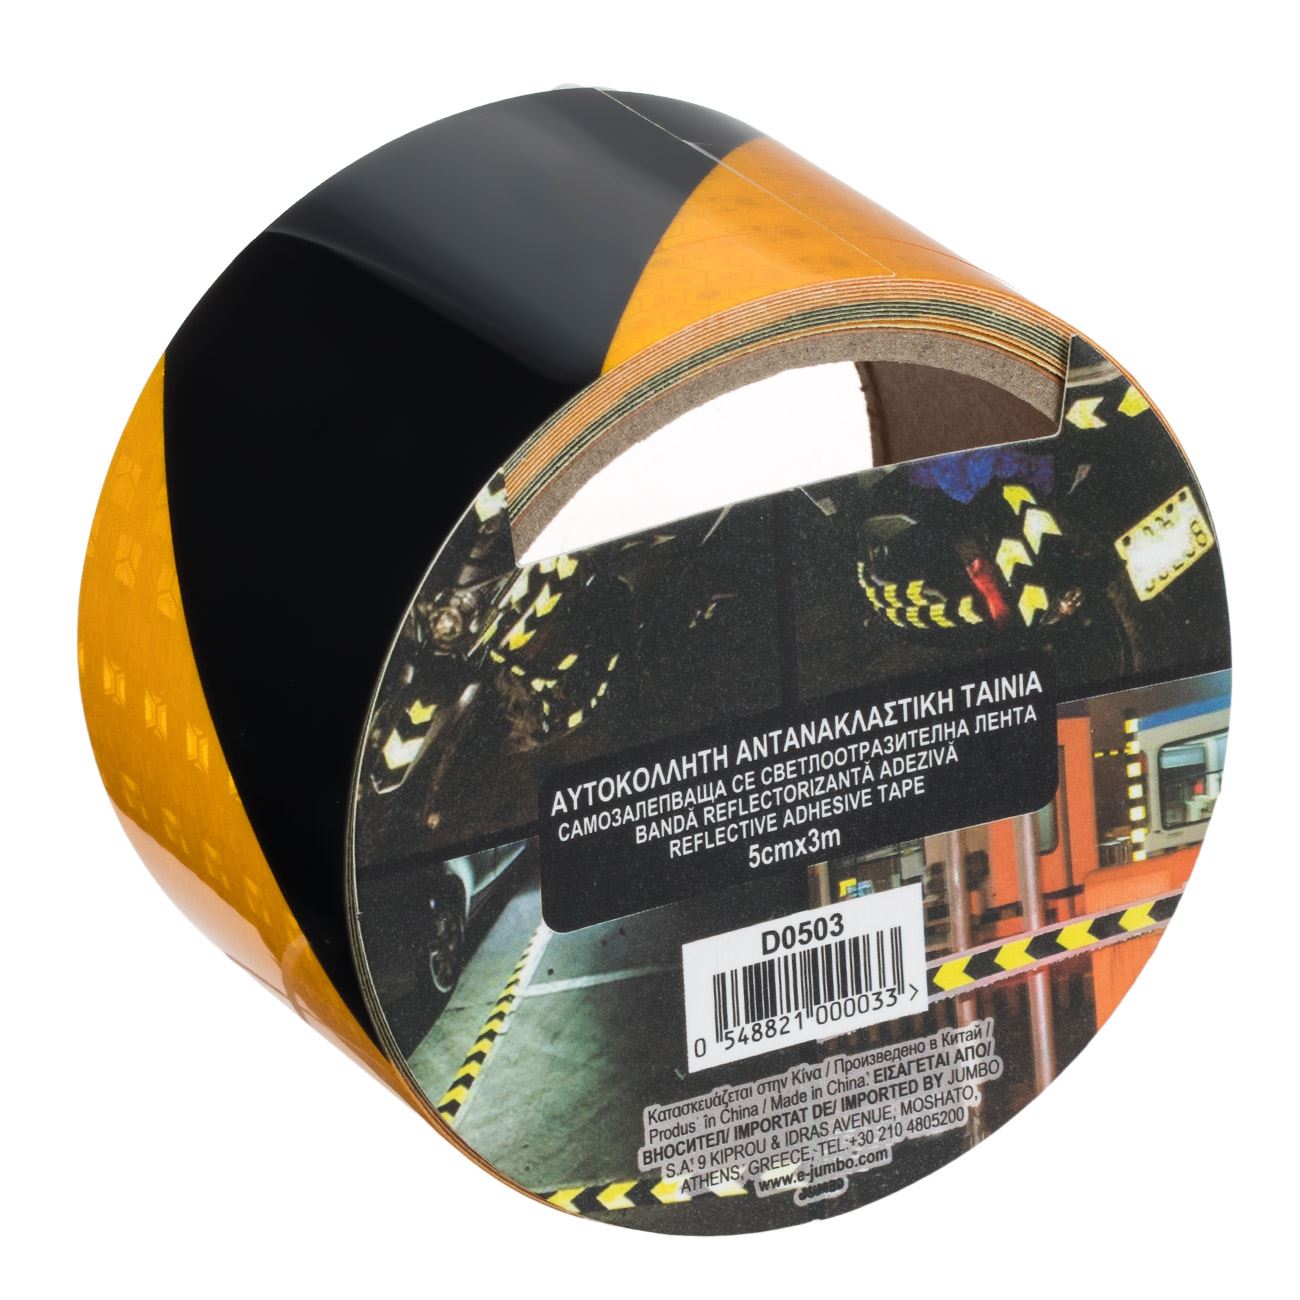 ΑΥΤΟΚΟΛΛΗΤΗ ΑΝΤΑΝΑΚΛΑΣΤΙΚΗ ΤΑΙΝΙΑ
САМОЗАЛЕПВАЩА СЕ СВЕТЛООТРАЗИТЕЛНА ЛЕНТА
BANDĂ REFLECTORIZANTĂ ADEZIVĂ
REFLECTIVE ADHESIVE TAPE
5cmx3m
D0503
0 548821 000033 >
Κατασκευάζεται στην Κίνα / Произведено в Китай /
Produs în China / Made in China. ΕΙΣΑΓΕΤΑΙ ΑΠΟ/
ВНОСИТЕЛ/ IMPORTAT DE/ IMPORTED BY JUMBO
S.A. 9 KIPROU & IDRAS AVENUE, MOSHATO,
ATHENS, GREECE, TEL:+30 210 4805200
www.e-jumbo.com